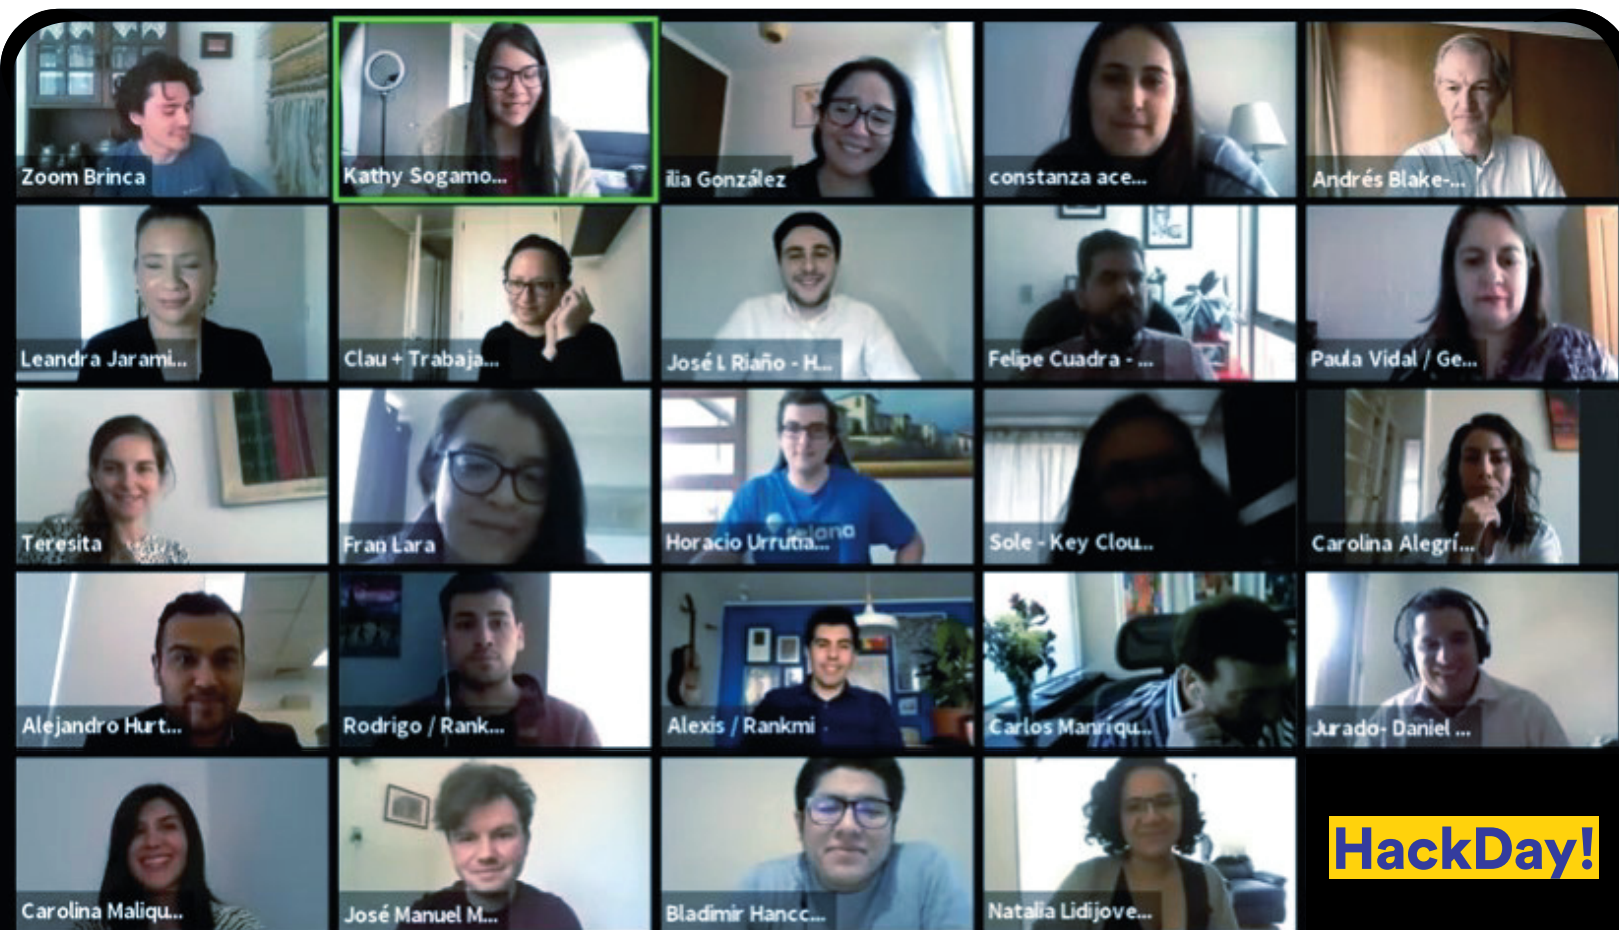 Zoom Brinca
Kathy Sogamo...
ilia González
constanza ace...
Andrés Blake-...
Leandra Jarami...
Clau + Trabaja...
José L Riaño - H...
Felipe Cuadra - ...
Paula Vidal / Ge...
Teresita
Fran Lara
Horacio Urrutia...
Sole - Key Clou...
Carolina Alegrí...
Alejandro Hurt...
Rodrigo / Rank...
Alexis / Rankmi
Carlos Manriqu...
Jurado- Daniel ...
Carolina Maliqu...
José Manuel M...
Bladimir Hancc...
Natalia Lidijove...
HackDay!